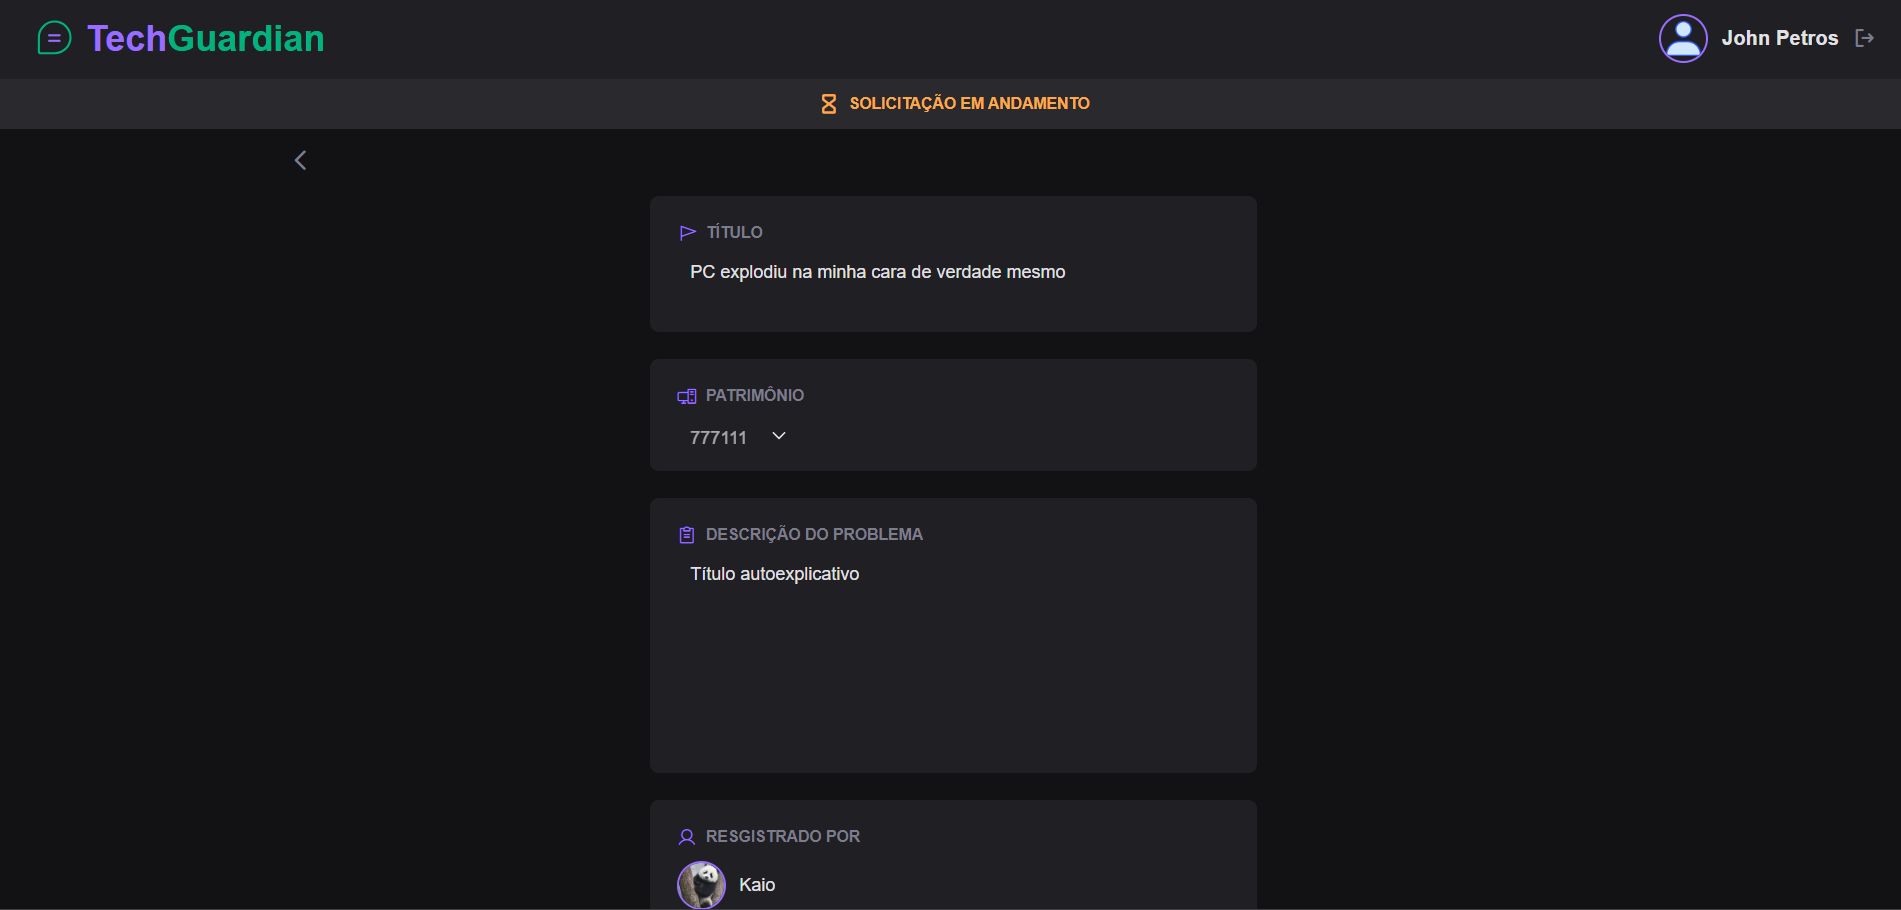 TechGuardian
John Petros
SOLICITAÇÃO EM ANDAMENTO
TÍTULO
PC explodiu na minha cara de verdade mesmo
PATRIMÔNIO
777111
DESCRIÇÃO DO PROBLEMA
Título autoexplicativo
RESGISTRADO POR
Kaio